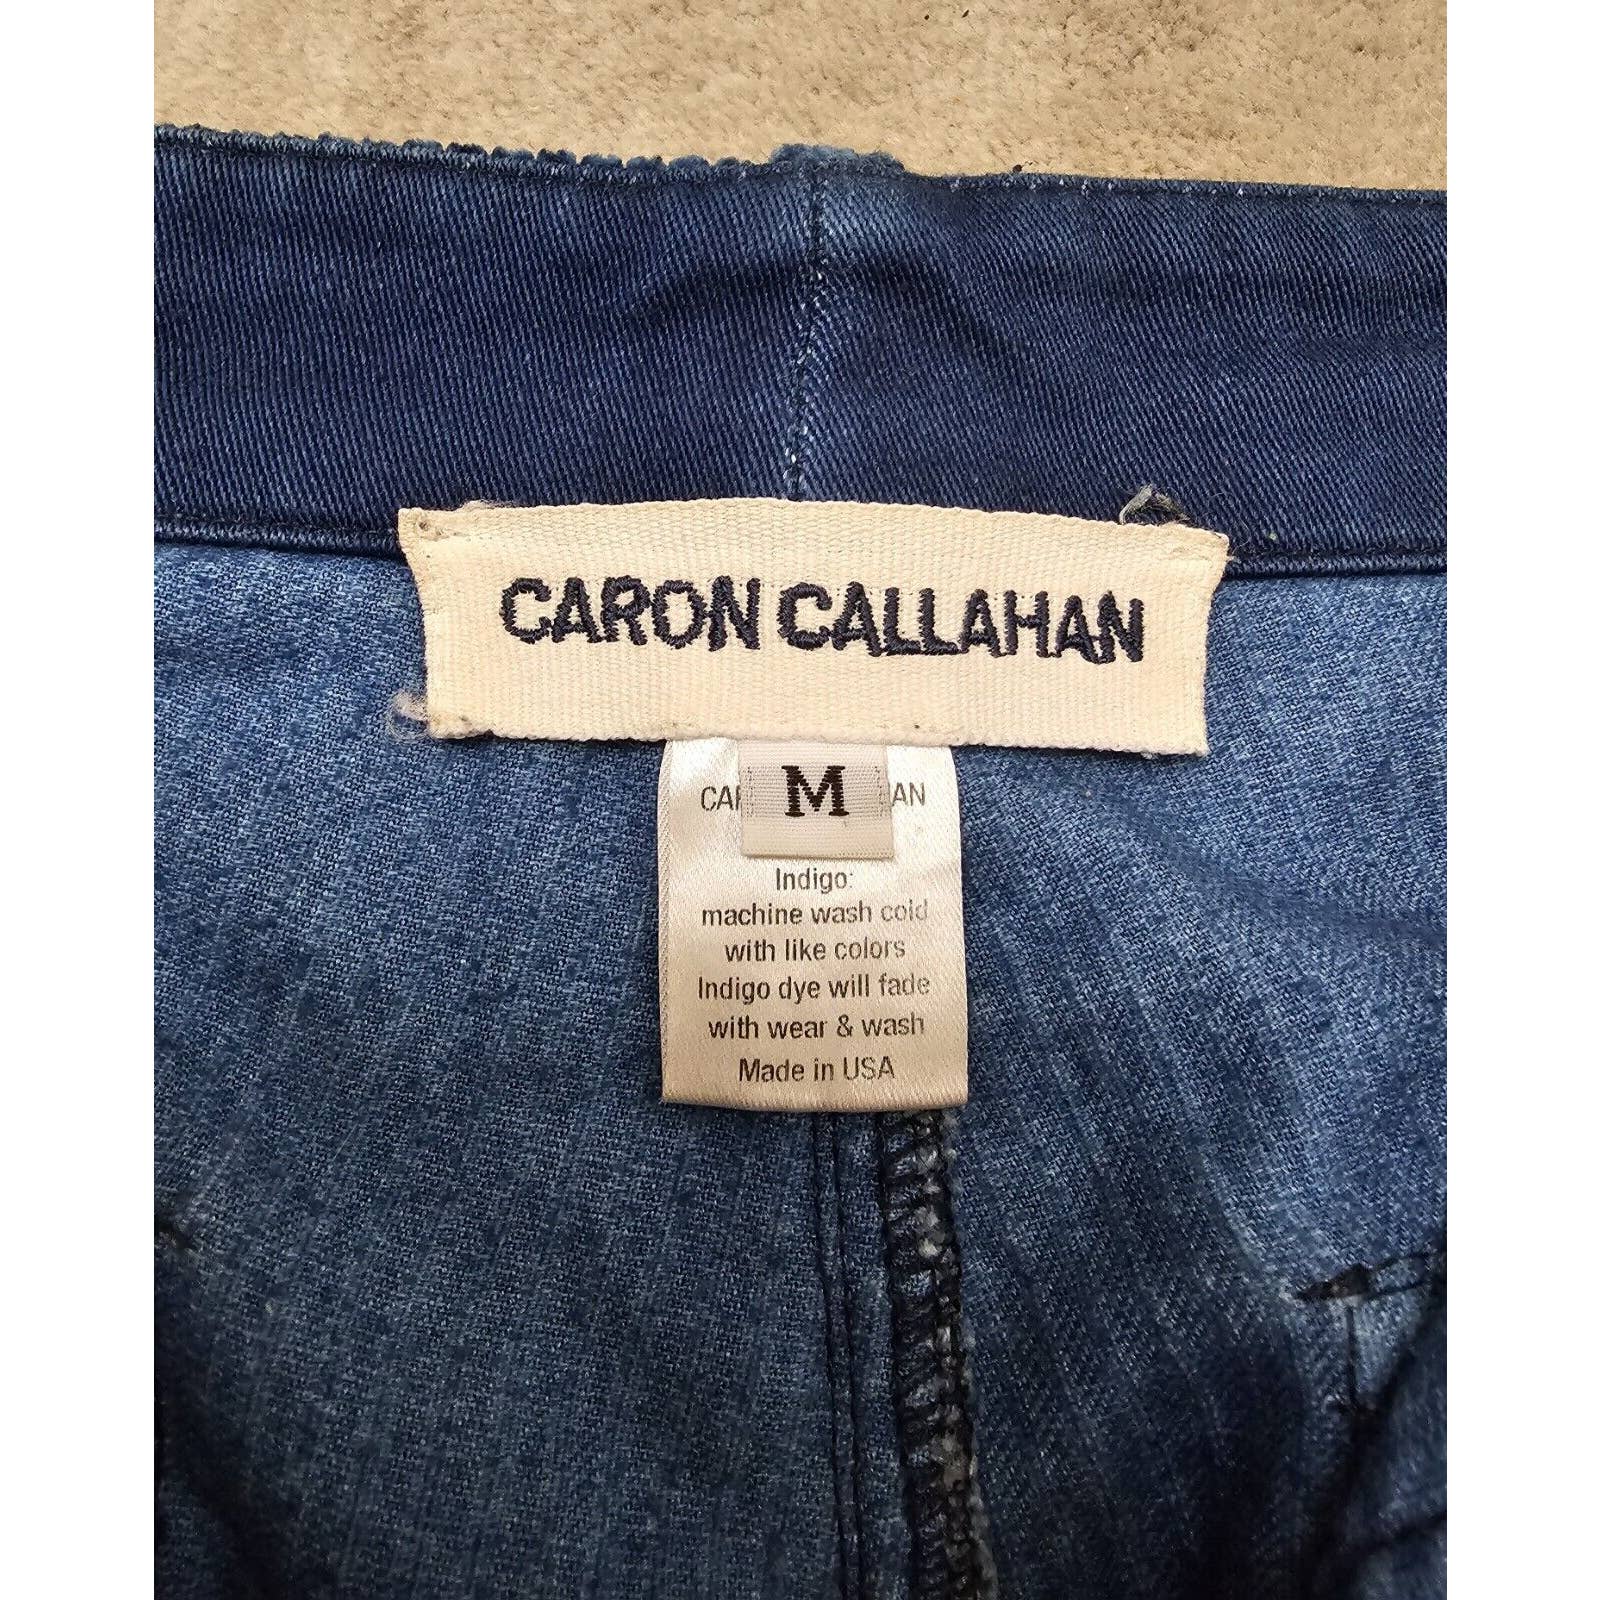 CARON CALLAHAN
M
CAR AN
Indigo:
machine wash cold
with like colors
Indigo dye will fade
with wear & wash
Made in USA